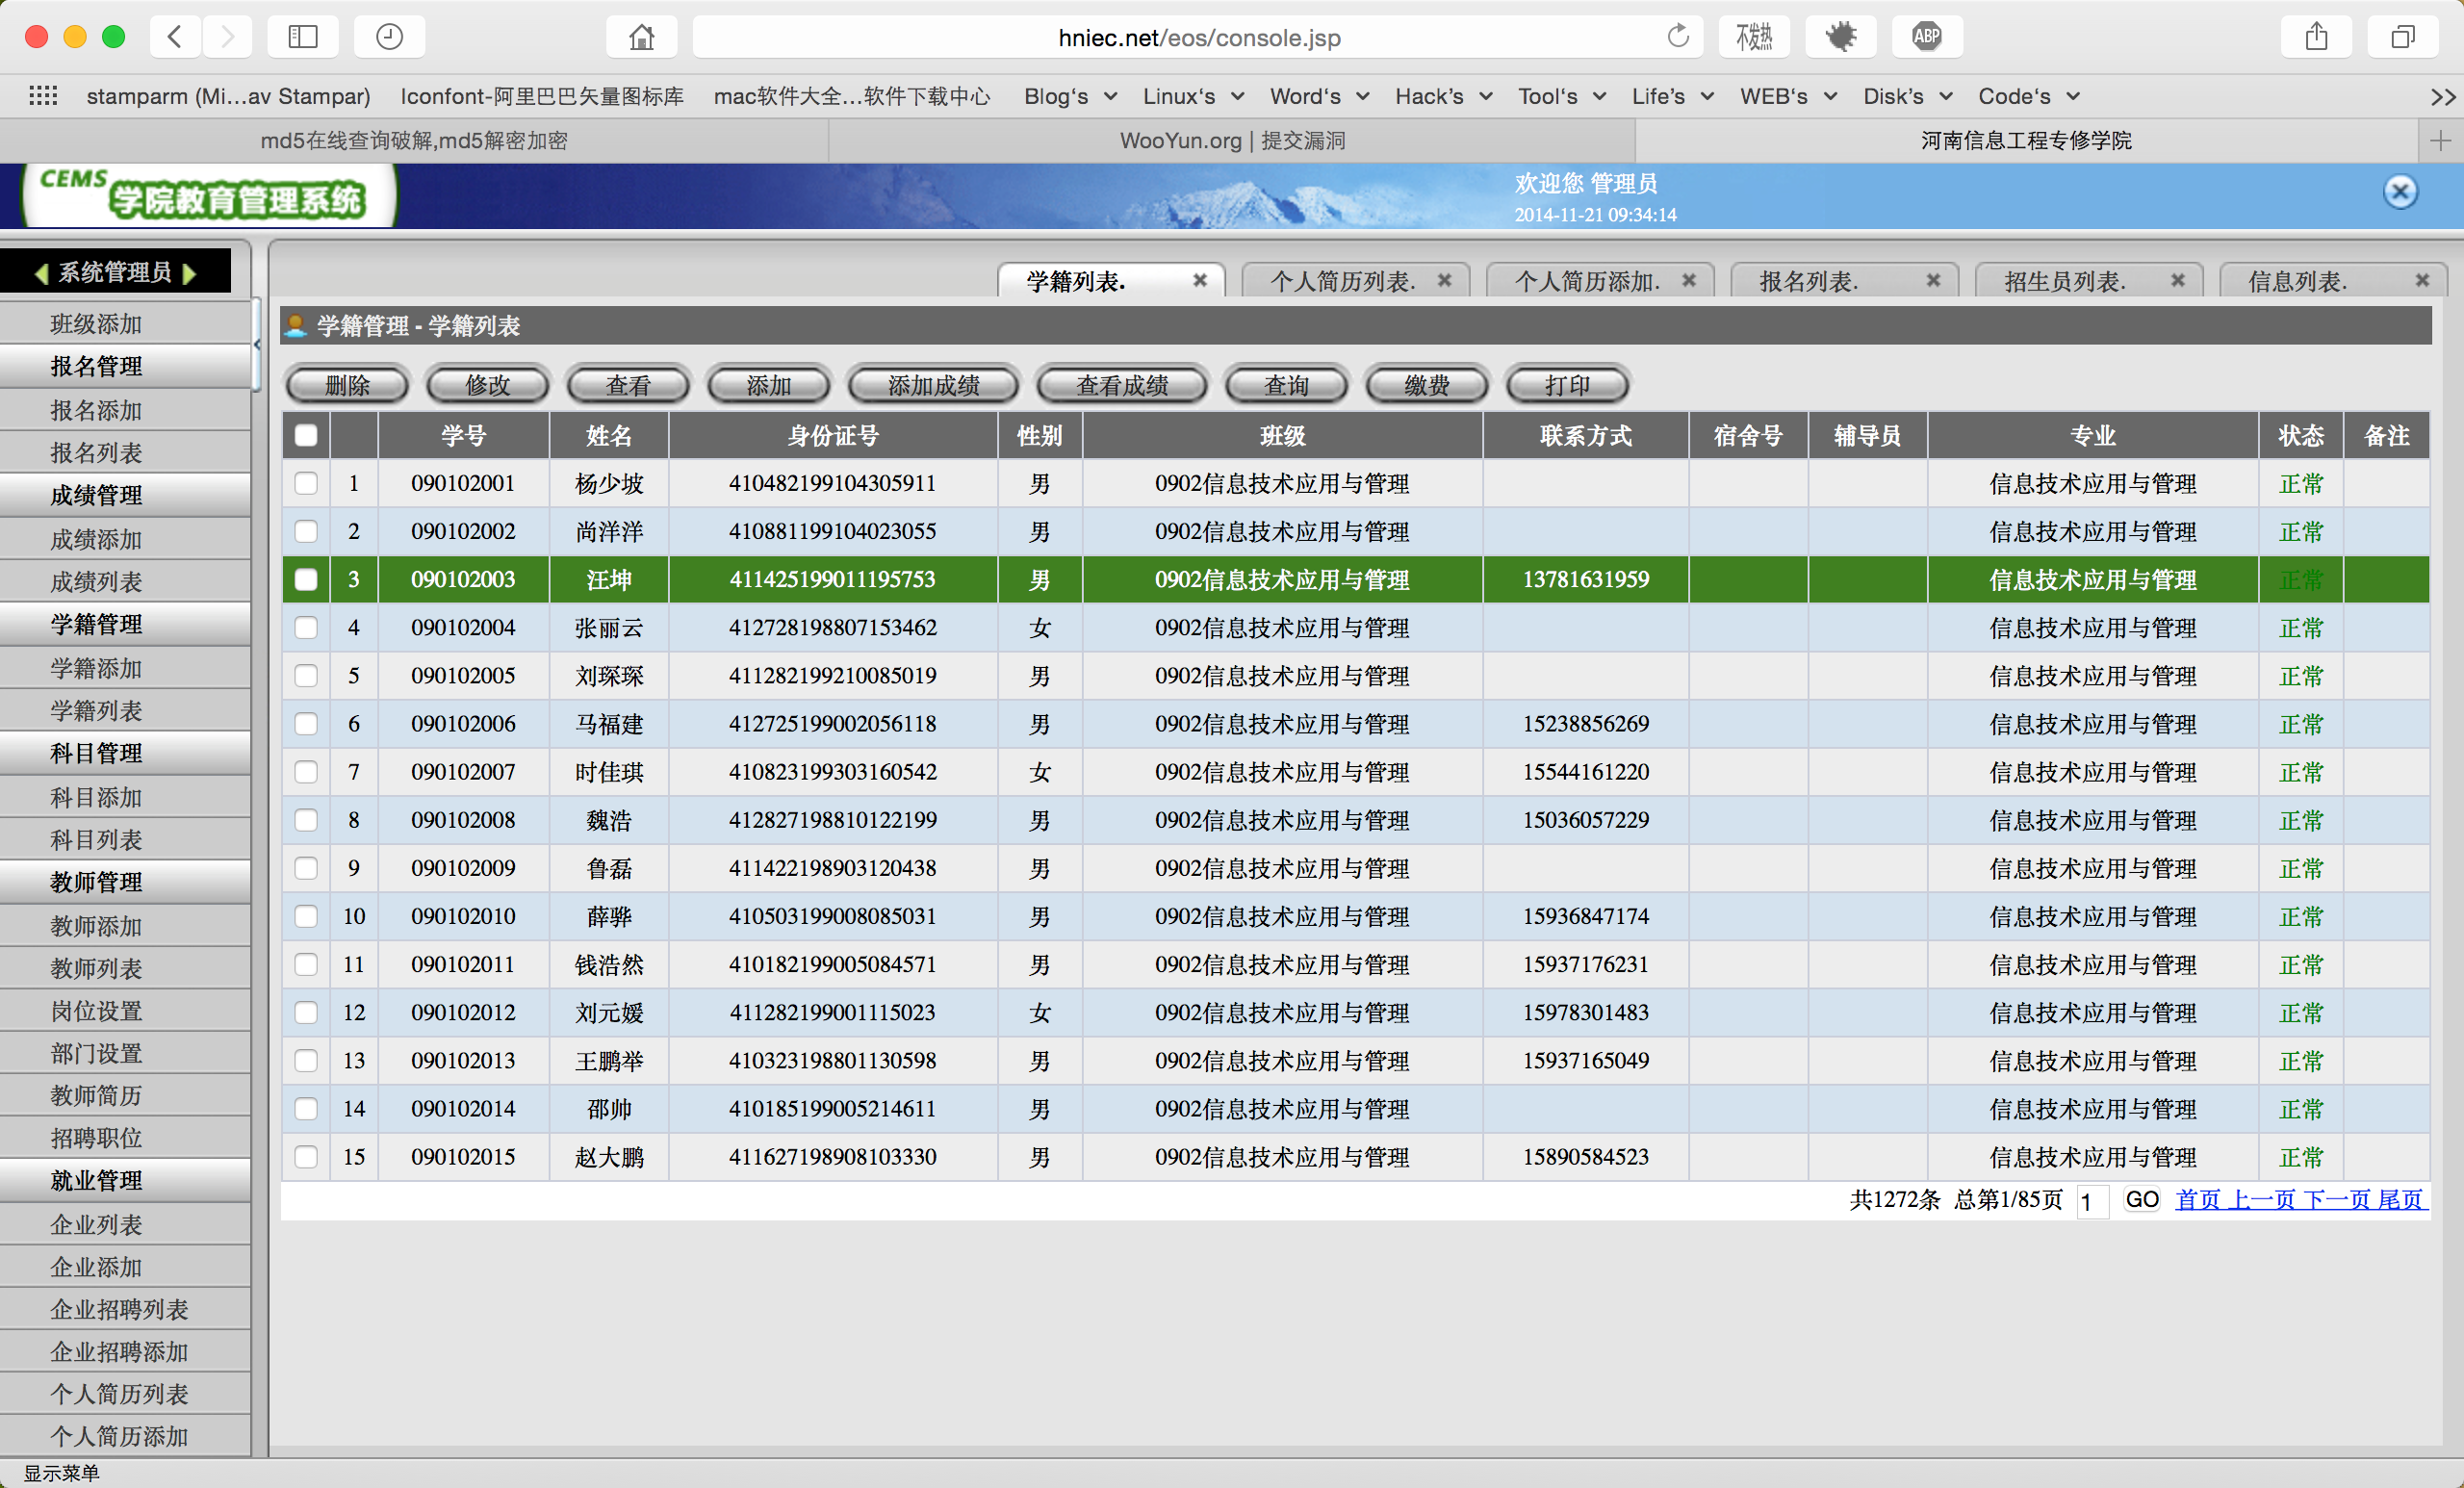 hniec.net/eos/console.jsp
不发热
ABP
stamparm (Mi...av Stampar) Iconfont-阿里巴巴矢量图标库 mac软件大全...软件下载中心 Blog's Linux's Word's Hack's Tool's Life's WEB's Disk's Code's
md5在线查询破解,md5解密加密 WooYun.org | 提交漏洞 河南信息工程专修学院
CEMS 学院教育管理系统
欢迎您 管理员
2014-11-21 09:34:14
系统管理员
班级添加
报名管理
报名添加
报名列表
成绩管理
成绩添加
成绩列表
学籍管理
学籍添加
学籍列表
科目管理
科目添加
科目列表
教师管理
教师添加
教师列表
岗位设置
部门设置
教师简历
招聘职位
就业管理
企业列表
企业添加
企业招聘列表
企业招聘添加
个人简历列表
个人简历添加
学籍列表. 个人简历列表. 个人简历添加. 报名列表. 招生员列表. 信息列表.
学籍管理 - 学籍列表
删除 修改 查看 添加 添加成绩 查看成绩 查询 缴费 打印
学号 姓名 身份证号 性别 班级 联系方式 宿舍号 辅导员 专业 状态 备注
1 090102001 杨少坡 410482199104305911 男 0902信息技术应用与管理 信息技术应用与管理 正常
2 090102002 尚洋洋 410881199104023055 男 0902信息技术应用与管理 信息技术应用与管理 正常
3 090102003 汪坤 411425199011195753 男 0902信息技术应用与管理 13781631959 信息技术应用与管理 正常
4 090102004 张丽云 412728198807153462 女 0902信息技术应用与管理 信息技术应用与管理 正常
5 090102005 刘琛琛 411282199210085019 男 0902信息技术应用与管理 信息技术应用与管理 正常
6 090102006 马福建 412725199002056118 男 0902信息技术应用与管理 15238856269 信息技术应用与管理 正常
7 090102007 时佳琪 410823199303160542 女 0902信息技术应用与管理 15544161220 信息技术应用与管理 正常
8 090102008 魏浩 412827198810122199 男 0902信息技术应用与管理 15036057229 信息技术应用与管理 正常
9 090102009 鲁磊 411422198903120438 男 0902信息技术应用与管理 信息技术应用与管理 正常
10 090102010 薛骅 410503199008085031 男 0902信息技术应用与管理 15936847174 信息技术应用与管理 正常
11 090102011 钱浩然 410182199005084571 男 0902信息技术应用与管理 15937176231 信息技术应用与管理 正常
12 090102012 刘元媛 411282199001115023 女 0902信息技术应用与管理 15978301483 信息技术应用与管理 正常
13 090102013 王鹏举 410323198801130598 男 0902信息技术应用与管理 15937165049 信息技术应用与管理 正常
14 090102014 邵帅 410185199005214611 男 0902信息技术应用与管理 信息技术应用与管理 正常
15 090102015 赵大鹏 411627198908103330 男 0902信息技术应用与管理 15890584523 信息技术应用与管理 正常
共1272条 总第1/85页 1 GO 首页 上一页 下一页 尾页
显示菜单